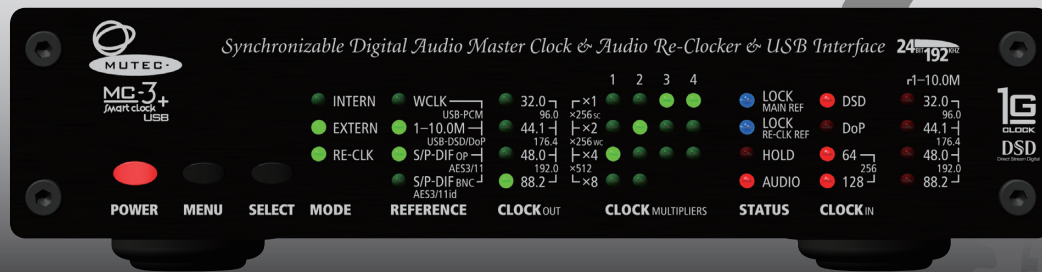 Synchronizable Digital Audio Master Clock & Audio Re-Clocker & USB Interface
24 BIT 192 KHZ
MUTEC·
MC-3+
smart clock
USB
1 2 3 4
1–10.0M
INTERN
EXTERN
RE-CLK
WCLK
USB-PCM
1–10.0M
USB-DSD/DoP
S/P-DIF OP
AES3/11
S/P-DIF BNC
AES3/11id
32.0
96.0
44.1
176.4
48.0
192.0
88.2
×1
×256 SC
×2
×256 WC
×4
×512
×8
LOCK
MAIN REF
LOCK
RE-CLK REF
HOLD
AUDIO
DSD
DoP
64
256
128
32.0
96.0
44.1
176.4
48.0
192.0
88.2
1G
CLOCK
DSD
Direct Stream Digital
POWER MENU SELECT MODE REFERENCE CLOCK OUT CLOCK MULTIPLIERS STATUS CLOCK IN